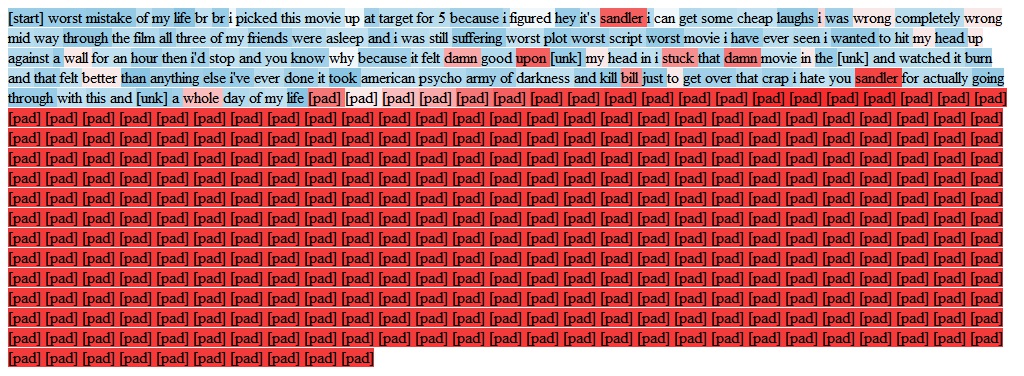 [start] worst mistake of my life br br i picked this movie up at target for 5 because i figured hey it's sandler i can get some cheap laughs i was wrong completely wrong
mid way through the film all three of my friends were asleep and i was still suffering worst plot worst script worst movie i have ever seen i wanted to hit my head up
against a wall for an hour then i'd stop and you know why because it felt damn good upon [unk] my head in i stuck that damn movie in the [unk] and watched it burn
and that felt better than anything else i've ever done it took american psycho army of darkness and kill bill just to get over that crap i hate you sandler for actually going
through with this and [unk] a whole day of my life [pad] [pad] [pad] [pad] [pad] [pad] [pad] [pad] [pad] [pad] [pad] [pad] [pad] [pad] [pad] [pad] [pad] [pad] [pad]
[pad] [pad] [pad] [pad] [pad] [pad] [pad] [pad] [pad] [pad] [pad] [pad] [pad] [pad] [pad] [pad] [pad] [pad] [pad] [pad] [pad] [pad] [pad] [pad] [pad] [pad] [pad]
[pad] [pad] [pad] [pad] [pad] [pad] [pad] [pad] [pad] [pad] [pad] [pad] [pad] [pad] [pad] [pad] [pad] [pad] [pad] [pad] [pad] [pad] [pad] [pad] [pad] [pad] [pad]
[pad] [pad] [pad] [pad] [pad] [pad] [pad] [pad] [pad] [pad] [pad] [pad] [pad] [pad] [pad] [pad] [pad] [pad] [pad] [pad] [pad] [pad] [pad] [pad] [pad] [pad] [pad]
[pad] [pad] [pad] [pad] [pad] [pad] [pad] [pad] [pad] [pad] [pad] [pad] [pad] [pad] [pad] [pad] [pad] [pad] [pad] [pad] [pad] [pad] [pad] [pad] [pad] [pad] [pad]
[pad] [pad] [pad] [pad] [pad] [pad] [pad] [pad] [pad] [pad] [pad] [pad] [pad] [pad] [pad] [pad] [pad] [pad] [pad] [pad] [pad] [pad] [pad] [pad] [pad] [pad] [pad]
[pad] [pad] [pad] [pad] [pad] [pad] [pad] [pad] [pad] [pad] [pad] [pad] [pad] [pad] [pad] [pad] [pad] [pad] [pad] [pad] [pad] [pad] [pad] [pad] [pad] [pad] [pad]
[pad] [pad] [pad] [pad] [pad] [pad] [pad] [pad] [pad] [pad] [pad] [pad] [pad] [pad] [pad] [pad] [pad] [pad] [pad] [pad] [pad] [pad] [pad] [pad] [pad] [pad] [pad]
[pad] [pad] [pad] [pad] [pad] [pad] [pad] [pad] [pad] [pad] [pad] [pad] [pad] [pad] [pad] [pad] [pad] [pad] [pad] [pad] [pad] [pad] [pad] [pad] [pad] [pad] [pad]
[pad] [pad] [pad] [pad] [pad] [pad] [pad] [pad] [pad] [pad] [pad] [pad] [pad] [pad] [pad] [pad] [pad] [pad] [pad] [pad] [pad] [pad] [pad] [pad] [pad] [pad] [pad]
[pad] [pad] [pad] [pad] [pad] [pad] [pad] [pad] [pad] [pad] [pad] [pad] [pad] [pad] [pad] [pad] [pad] [pad] [pad] [pad] [pad] [pad] [pad] [pad] [pad] [pad] [pad]
[pad] [pad] [pad] [pad] [pad] [pad] [pad] [pad] [pad] [pad] [pad] [pad] [pad] [pad] [pad] [pad] [pad] [pad] [pad] [pad] [pad] [pad] [pad] [pad] [pad] [pad] [pad]
[pad] [pad] [pad] [pad] [pad] [pad] [pad] [pad] [pad] [pad] [pad] [pad] [pad] [pad] [pad] [pad] [pad] [pad] [pad] [pad] [pad] [pad] [pad] [pad] [pad] [pad] [pad]
[pad] [pad] [pad] [pad] [pad] [pad] [pad] [pad] [pad] [pad]